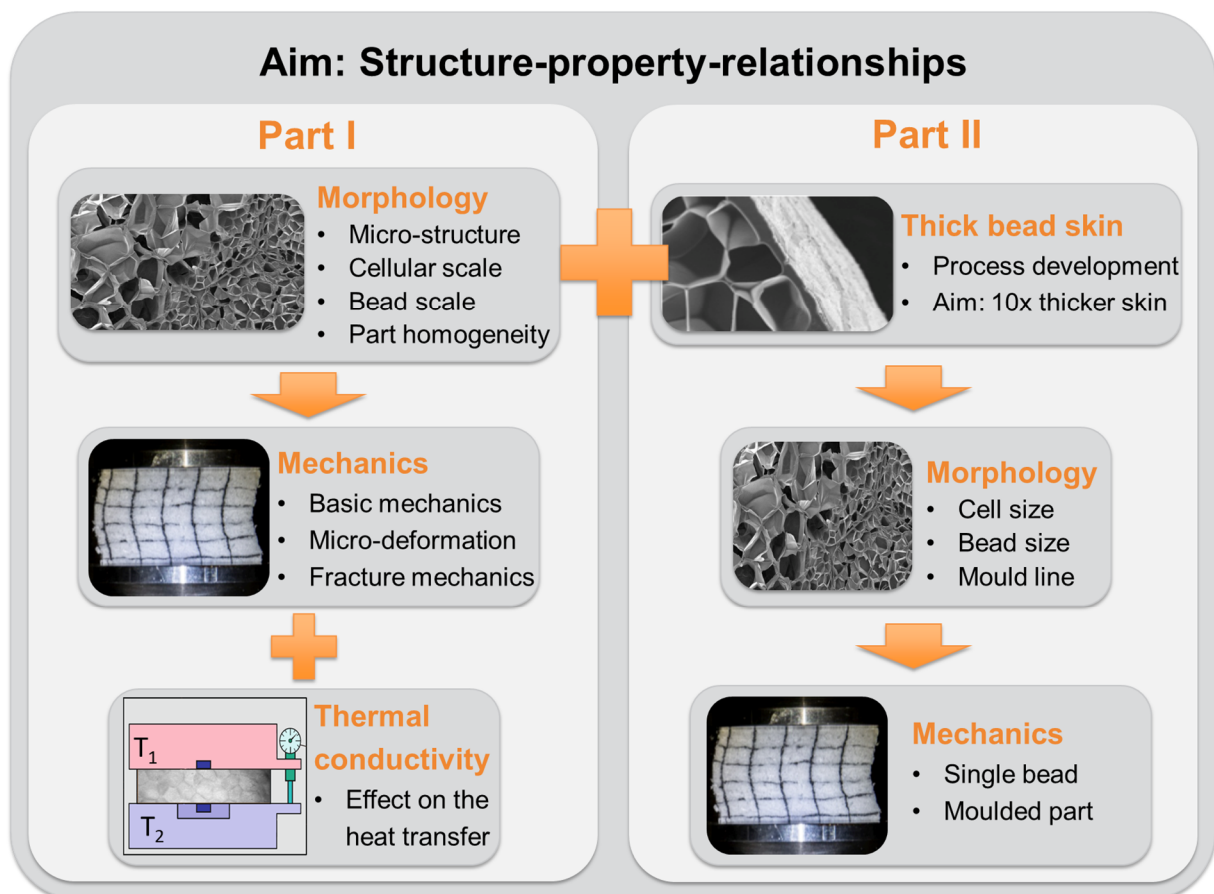 Aim: Structure-property-relationships
Part I
Morphology
• Micro-structure
• Cellular scale
• Bead scale
• Part homogeneity
Mechanics
• Basic mechanics
• Micro-deformation
• Fracture mechanics
T₁
T₂
Thermal
conductivity
• Effect on the
heat transfer
Part II
Thick bead skin
• Process development
• Aim: 10x thicker skin
Morphology
• Cell size
• Bead size
• Mould line
Mechanics
• Single bead
• Moulded part